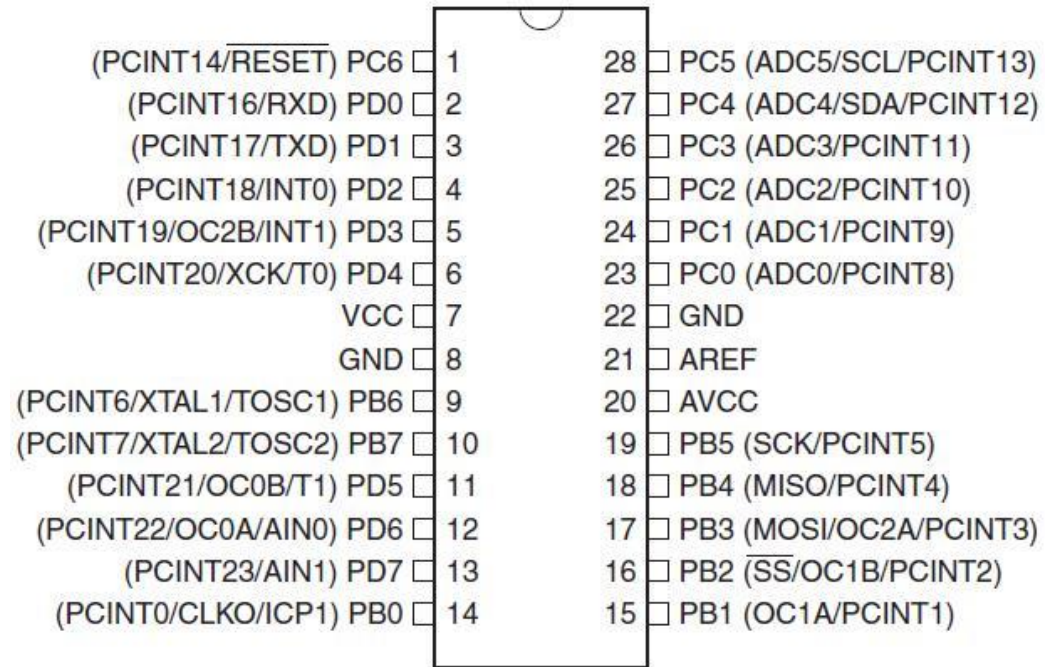 (PCINT14/RESET) PC6 1 28 PC5 (ADC5/SCL/PCINT13)
(PCINT16/RXD) PD0 2 27 PC4 (ADC4/SDA/PCINT12)
(PCINT17/TXD) PD1 3 26 PC3 (ADC3/PCINT11)
(PCINT18/INT0) PD2 4 25 PC2 (ADC2/PCINT10)
(PCINT19/OC2B/INT1) PD3 5 24 PC1 (ADC1/PCINT9)
(PCINT20/XCK/T0) PD4 6 23 PC0 (ADC0/PCINT8)
VCC 7 22 GND
GND 8 21 AREF
(PCINT6/XTAL1/TOSC1) PB6 9 20 AVCC
(PCINT7/XTAL2/TOSC2) PB7 10 19 PB5 (SCK/PCINT5)
(PCINT21/OC0B/T1) PD5 11 18 PB4 (MISO/PCINT4)
(PCINT22/OC0A/AIN0) PD6 12 17 PB3 (MOSI/OC2A/PCINT3)
(PCINT23/AIN1) PD7 13 16 PB2 (SS/OC1B/PCINT2)
(PCINT0/CLKO/ICP1) PB0 14 15 PB1 (OC1A/PCINT1)